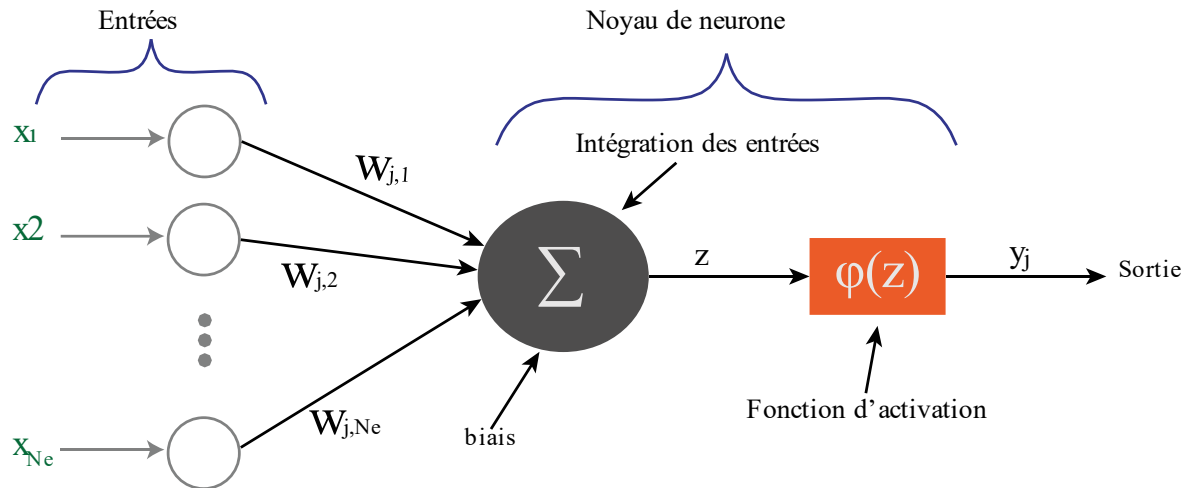 Entrées
Noyau de neurone
x1
Wj,1
Intégration des entrées
x2
Wj,2
Σ
z
φ(z)
yj
Sortie
xNe
Wj,Ne
biais
Fonction d’activation